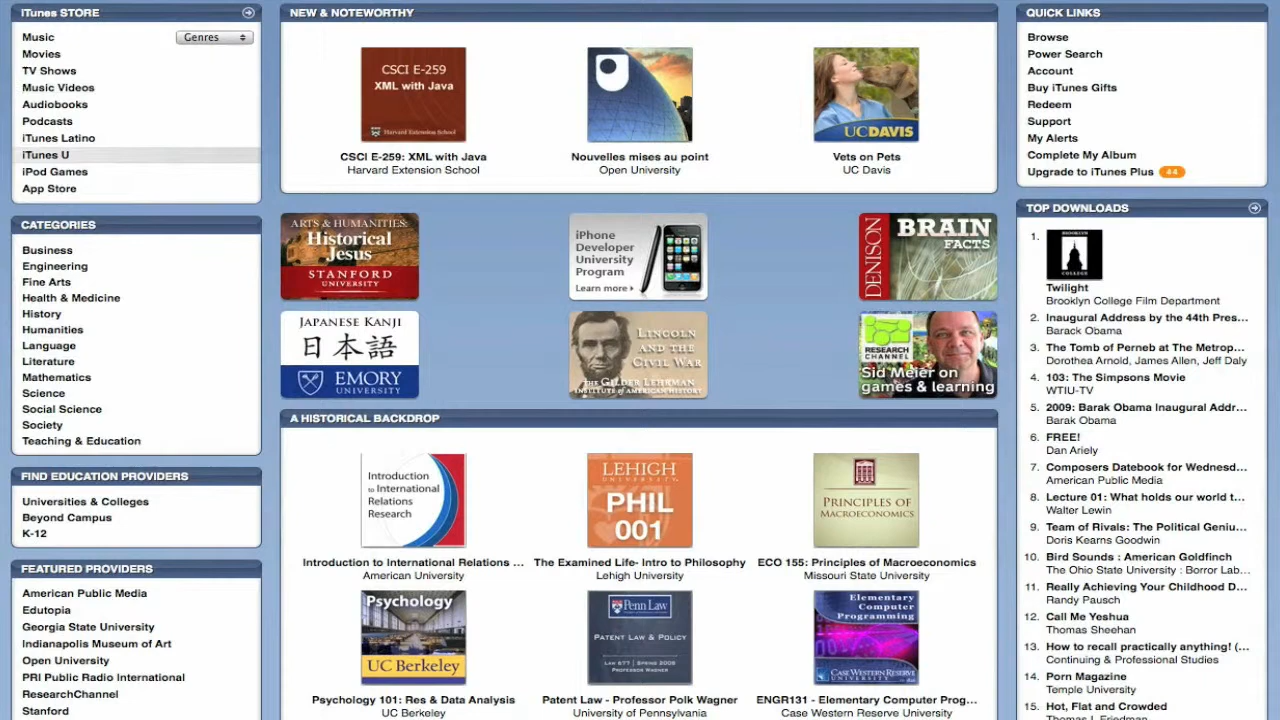 iTunes STORE
Music
Genres
Movies
TV Shows
Music Videos
Audiobooks
Podcasts
iTunes Latino
iTunes U
iPod Games
App Store
CATEGORIES
Business
Engineering
Fine Arts
Health & Medicine
History
Humanities
Language
Literature
Mathematics
Science
Social Science
Society
Teaching & Education
FIND EDUCATION PROVIDERS
Universities & Colleges
Beyond Campus
K-12
FEATURED PROVIDERS
American Public Media
Edutopia
Georgia State University
Indianapolis Museum of Art
Open University
PRI Public Radio International
ResearchChannel
Stanford
NEW & NOTEWORTHY
CSCI E-259
XML with Java
Harvard Extension School
CSCI E-259: XML with Java
Harvard Extension School
Nouvelles mises au point
Open University
UCDAVIS
Vets on Pets
UC Davis
ARTS & HUMANITIES:
Historical
Jesus
STANFORD
UNIVERSITY
iPhone
Developer
University
Program
Learn more
DENISON
BRAIN
FACTS
JAPANESE KANJI
日本語
EMORY
UNIVERSITY
LINCOLN
AND THE
CIVIL WAR
THE GILDER LEHRMAN
INSTITUTE of AMERICAN HISTORY
RESEARCH
CHANNEL
Sid Meier on
games & learning
A HISTORICAL BACKDROP
Introduction
to International
Relations
Research
Introduction to International Relations ...
American University
LEHIGH
UNIVERSITY
PHIL
001
The Examined Life- Intro to Philosophy
Lehigh University
PRINCIPLES OF
MACROECONOMICS
ECO 155: Principles of Macroeconomics
Missouri State University
Psychology
UC Berkeley
Psychology 101: Res & Data Analysis
UC Berkeley
Penn Law
PATENT LAW & POLICY
LAW 677 | SPRING 2008
PROFESSOR WAGNER
Patent Law - Professor Polk Wagner
University of Pennsylvania
Elementary
Computer
Programming
CASE WESTERN RESERVE
UNIVERSITY
ENGR131 - Elementary Computer Prog...
Case Western Reserve University
QUICK LINKS
Browse
Power Search
Account
Buy iTunes Gifts
Redeem
Support
My Alerts
Complete My Album
Upgrade to iTunes Plus 44
TOP DOWNLOADS
1.
BROOKLYN
COLLEGE
Twilight
Brooklyn College Film Department
2. Inaugural Address by the 44th Pres...
Barack Obama
3. The Tomb of Perneb at The Metrop...
Dorothea Arnold, James Allen, Jeff Daly
4. 103: The Simpsons Movie
WTIU-TV
5. 2009: Barak Obama Inaugural Addr...
Barak Obama
6. FREE!
Dan Ariely
7. Composers Datebook for Wednesd...
American Public Media
8. Lecture 01: What holds our world t...
Walter Lewin
9. Team of Rivals: The Political Geniu...
Doris Kearns Goodwin
10. Bird Sounds : American Goldfinch
The Ohio State University : Borror Lab...
11. Really Achieving Your Childhood D...
Randy Pausch
12. Call Me Yeshua
Thomas Sheehan
13. How to recall practically anything! (...
Continuing & Professional Studies
14. Porn Magazine
Temple University
15. Hot, Flat and Crowded
Thomas L. Friedman